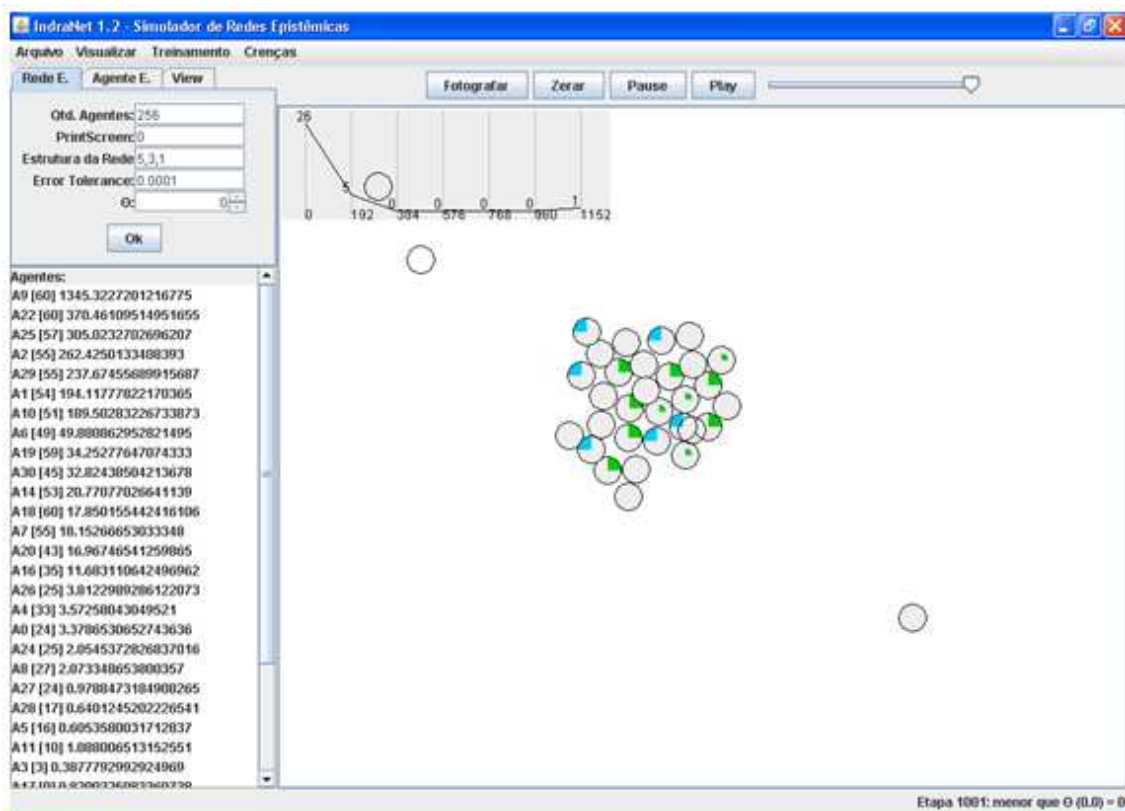 IndraNet 1.2 - Simulador de Redes Epistêmicas
Arquivo Visualizar Treinamento Crenças
Rede E. Agente E. View
Fotografar Zerar Pause Play
Qtd. Agentes: 256
PrintScreen: 0
Estrutura da Rede 5,3,1
Error Tolerance: 0.0001
Θ: 0
Ok
26
5 0 0 0 0 1
0 192 384 576 768 960 1152
Agentes:
A9 [60] 1345.3227201216775
A22 [60] 370.46109514951655
A25 [57] 305.0232702696207
A2 [55] 262.4250133488393
A29 [55] 237.67455689915687
A1 [54] 194.11777822170365
A10 [51] 189.50283226733873
A6 [49] 49.880862952821495
A19 [59] 34.25277647074333
A30 [45] 32.82438504213678
A14 [53] 20.77077026641139
A18 [60] 17.850155442416106
A7 [55] 18.15266653033348
A20 [43] 16.96746541259865
A16 [35] 11.683110642496962
A26 [25] 3.8122989286122073
A4 [33] 3.57258043049521
A0 [24] 3.3786530652743636
A24 [25] 2.0545372826837016
A8 [27] 2.073348653800357
A27 [24] 0.9788473184908265
A28 [17] 0.6401245202226541
A5 [16] 0.6053580031712837
A11 [10] 1.088006513152551
A3 [3] 0.3877792992924969
Etapa 1001: menor que Θ (0.0) = 0